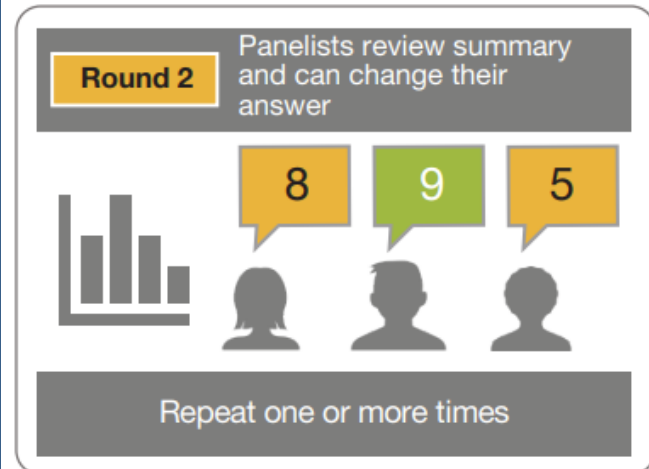 Round 2
Panelists review summary
and can change their
answer
8
9
5
Repeat one or more times